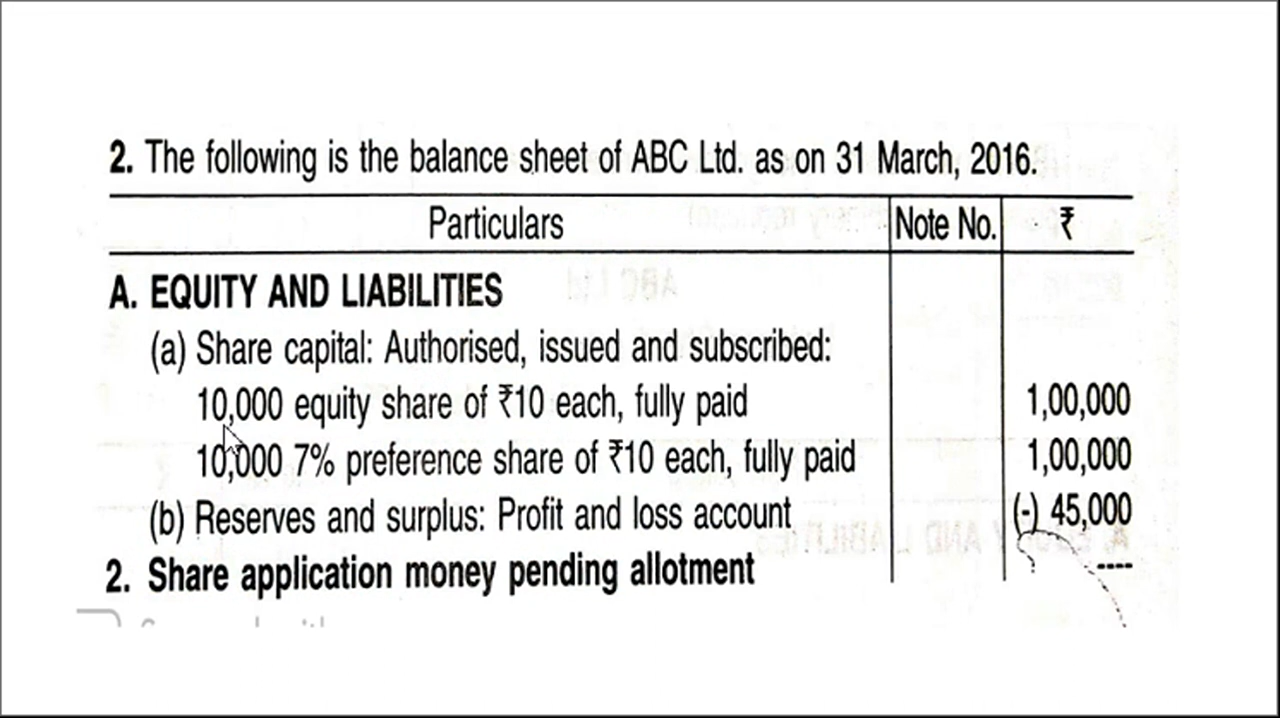 2. The following is the balance sheet of ABC Ltd. as on 31 March, 2016.
Particulars Note No. ₹
A. EQUITY AND LIABILITIES
(a) Share capital: Authorised, issued and subscribed:
10,000 equity share of ₹10 each, fully paid 1,00,000
10,000 7% preference share of ₹10 each, fully paid 1,00,000
(b) Reserves and surplus: Profit and loss account (-) 45,000
2. Share application money pending allotment ----